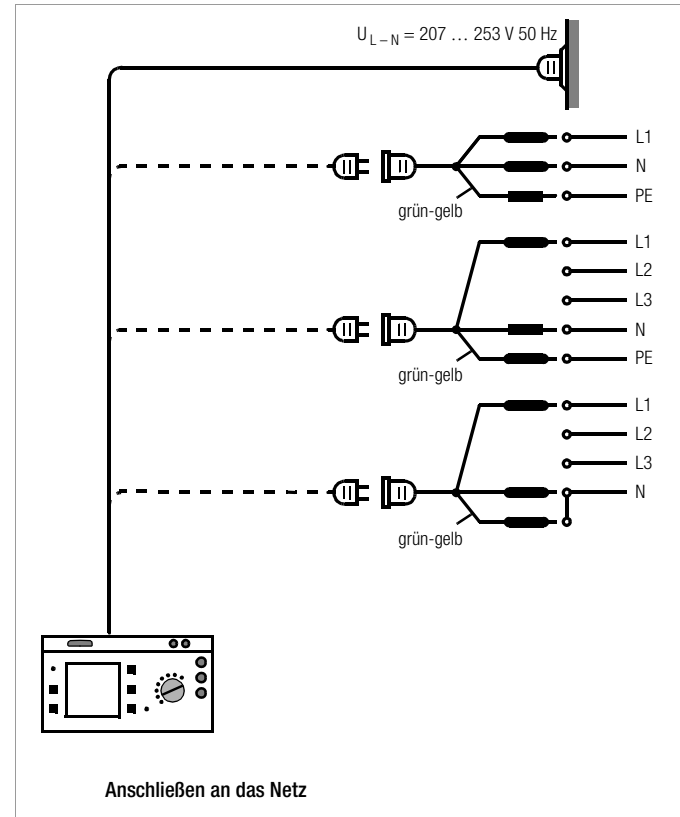 U L – N = 207 … 253 V 50 Hz
L1
N
PE
grün-gelb
L1
L2
L3
N
PE
grün-gelb
L1
L2
L3
N
grün-gelb
Anschließen an das Netz